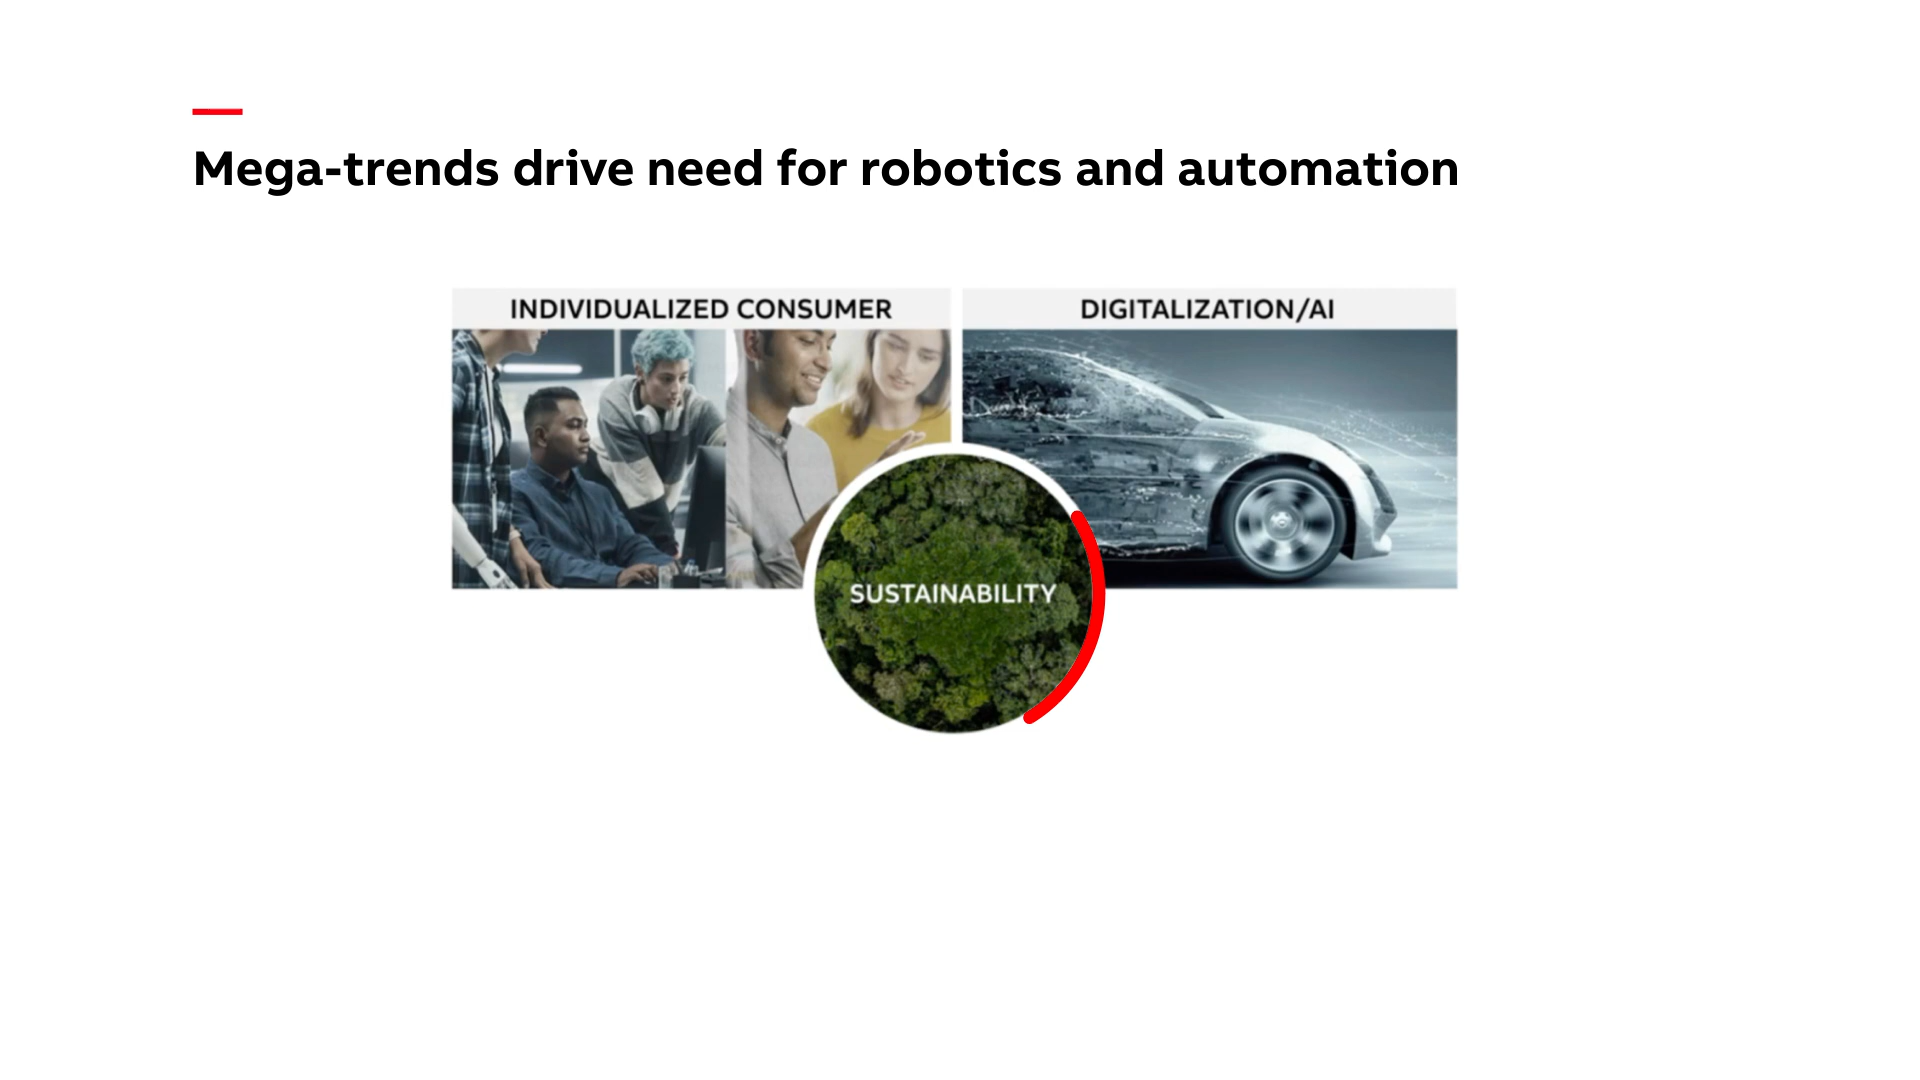 Mega-trends drive need for robotics and automation
INDIVIDUALIZED CONSUMER
DIGITALIZATION/AI
SUSTAINABILITY